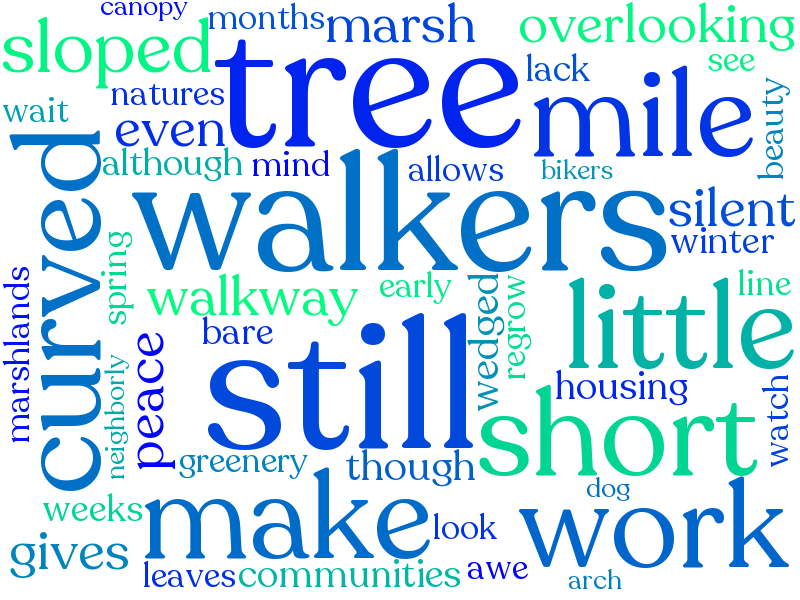 canopy
months
marsh
overlooking
sloped
tree
lack
see
natures
mile
beauty
wait
even
although
mind
allows
bikers
curved
walkers
silent
winter
spring
marshlands
walkway
early
wedged
regrow
little
line
bare
peace
still
neighborly
housing
short
watch
greenery
though
weeks
make
look
dog
work
gives
leaves
communities
awe
arch